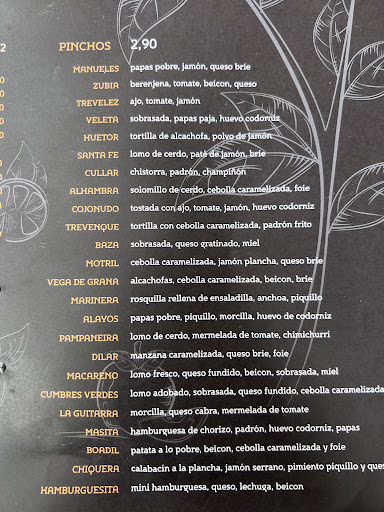 PINCHOS 2,90
MANUELES papas pobre, jamón, queso brie
ZUBIA berenjena, tomate, beicon, queso
TREVELEZ ajo, tomate, jamón
VELETA sobrasada, papas paja, huevo codorniz
HUETOR tortilla de alcachofa, polvo de jamón
SANTA FE lomo de cerdo, paté de jamón, brie
CULLAR chistorra, padrón, champiñón
ALHAMBRA solomillo de cerdo, cebolla caramelizada, foie
COJONUDO tostada con ajo, tomate, jamón, huevo codorniz
TREVENQUE tortilla con cebolla caramelizada, padrón frito
BAZA sobrasada, queso gratinado, miel
MOTRIL cebolla caramelizada, jamón plancha, queso brie
VEGA DE GRANA alcachofas, cebolla caramelizada, beicon, brie
MARINERA rosquilla rellena de ensaladilla, anchoa, piquillo
ALAYOS papas pobre, piquillo, morcilla, huevo de codorniz
PAMPANEIRA lomo de cerdo, mermelada de tomate, chimichurri
DILAR manzana caramelizada, queso brie, foie
MACARENO lomo fresco, queso fundido, beicon, sobrasada, miel
CUMBRES VERDES lomo adobado, sobrasada, queso fundido, cebolla caramelizada
LA GUITARRA morcilla, queso cabra, mermelada de tomate
MASITA hamburguesa de chorizo, padrón, huevo codorniz, papas
BOADIL patata a lo pobre, beicon, cebolla caramelizada y foie
CHIQUERA calabacin a la plancha, jamón serrano, pimiento piquillo y
HAMBURGUESITA mini hamburguesa, queso, lechuga, beicon